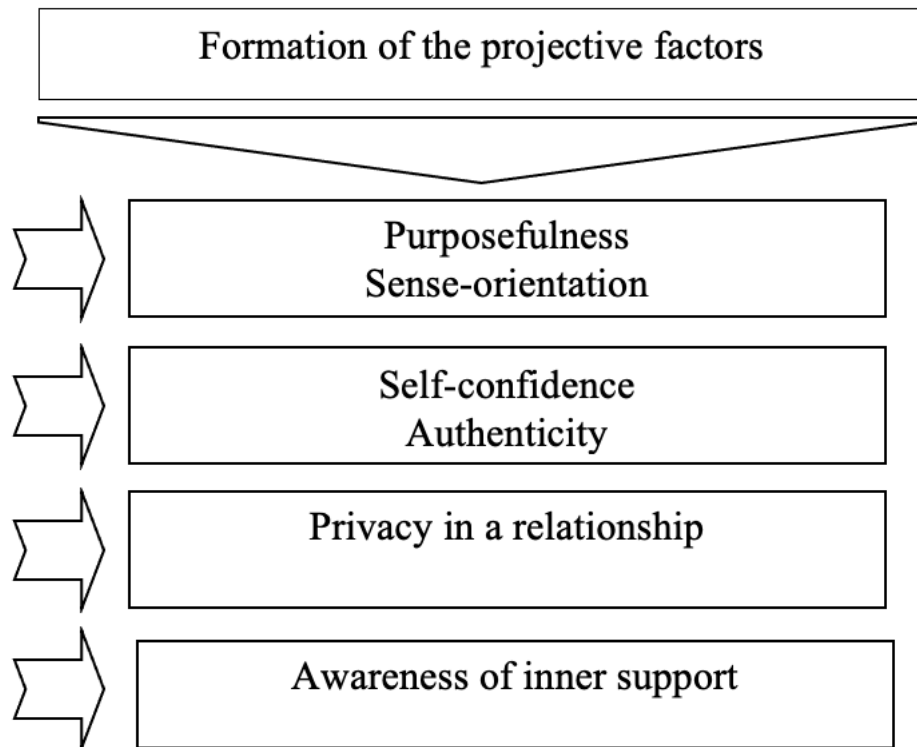 Formation of the projective factors
Purposefulness
Sense-orientation
Self-confidence
Authenticity
Privacy in a relationship
Awareness of inner support